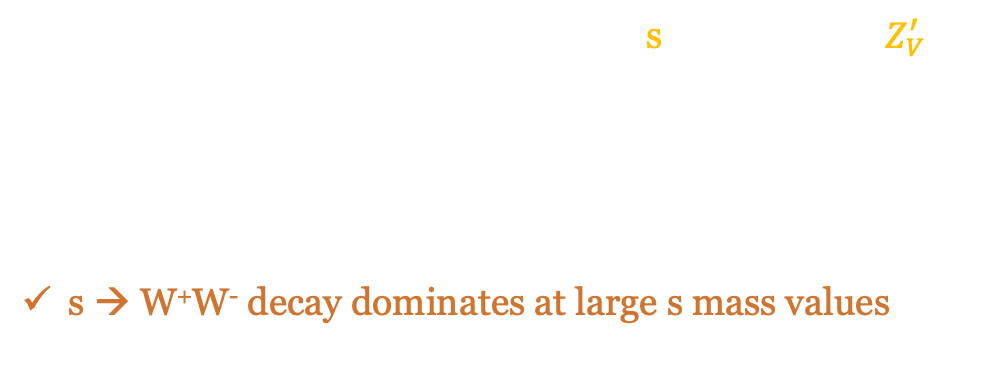 s Z′_V
✓ s → W⁺W⁻ decay dominates at large s mass values